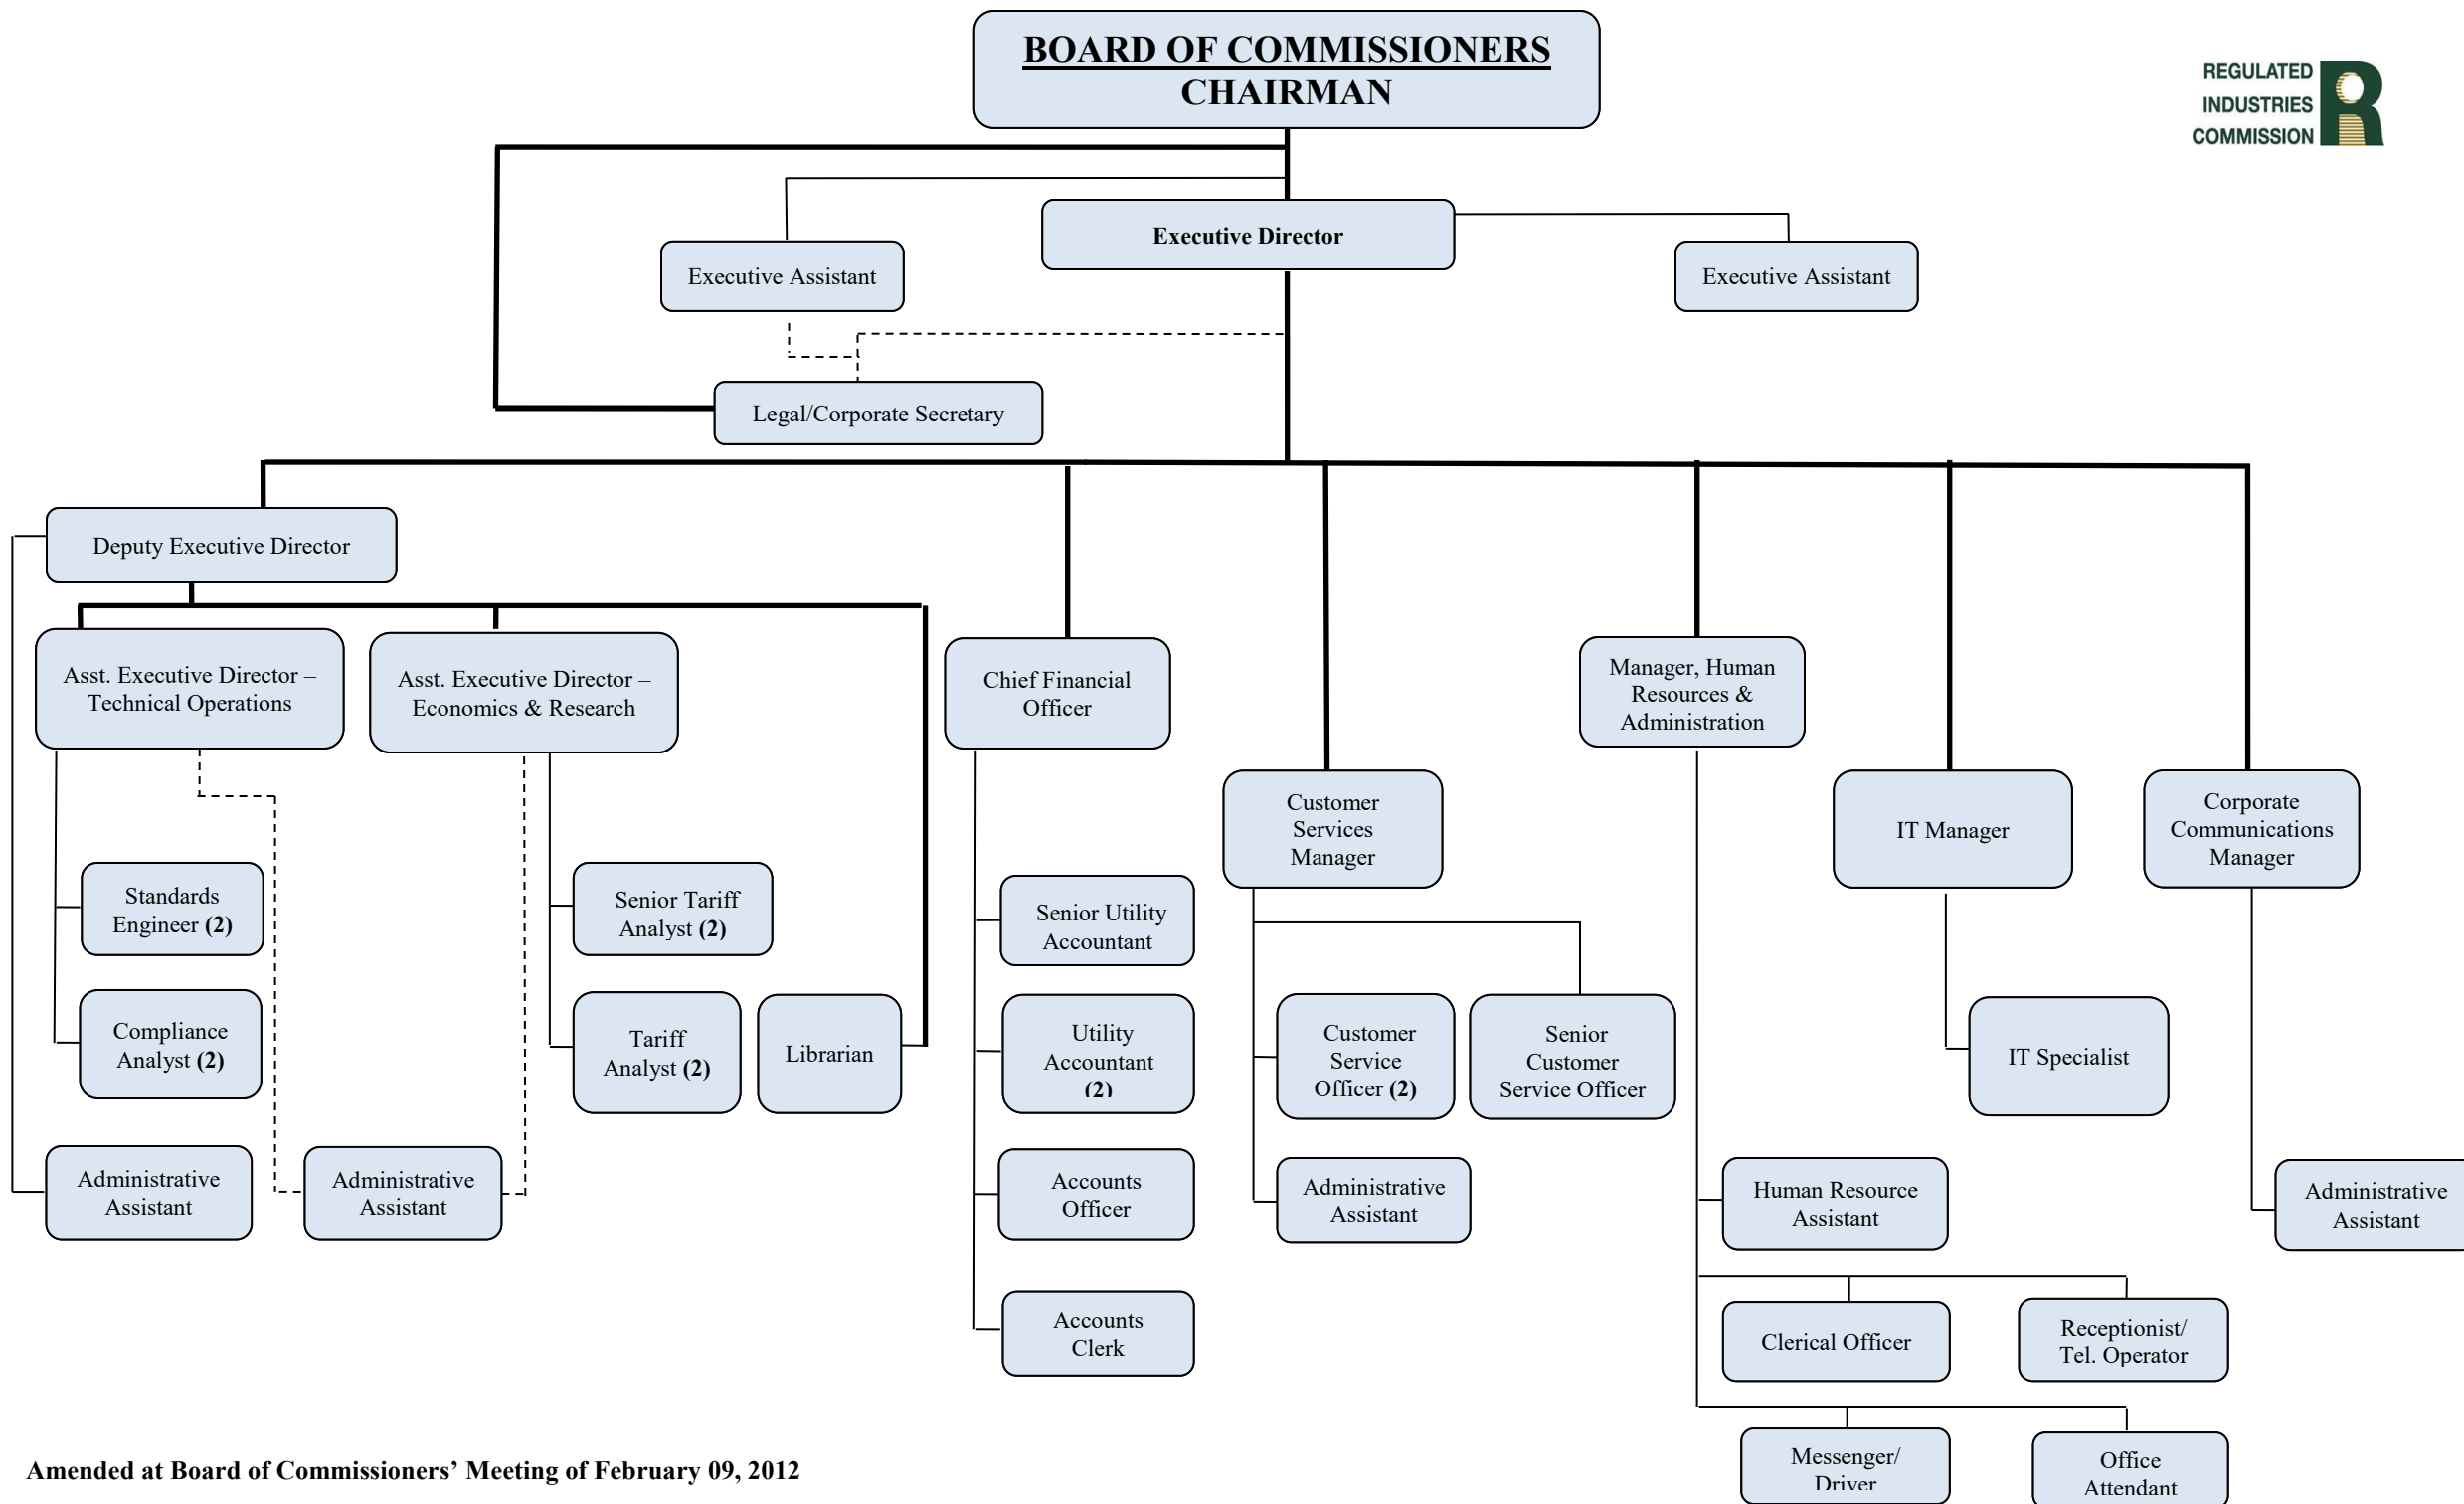 BOARD OF COMMISSIONERS
CHAIRMAN
REGULATED
INDUSTRIES
COMMISSION
Executive Director
Executive Assistant
Executive Assistant
Legal/Corporate Secretary
Deputy Executive Director
Asst. Executive Director –
Technical Operations
Asst. Executive Director –
Economics & Research
Chief Financial
Officer
Manager, Human
Resources &
Administration
Customer
Services
Manager
IT Manager
Corporate
Communications
Manager
Standards
Engineer (2)
Senior Tariff
Analyst (2)
Senior Utility
Accountant
Compliance
Analyst (2)
Tariff
Analyst (2)
Librarian
Utility
Accountant
(2)
Customer
Service
Officer (2)
Senior
Customer
Service Officer
IT Specialist
Administrative
Assistant
Administrative
Assistant
Accounts
Officer
Administrative
Assistant
Human Resource
Assistant
Administrative
Assistant
Accounts
Clerk
Clerical Officer
Receptionist/
Tel. Operator
Messenger/
Driver
Office
Attendant
Amended at Board of Commissioners’ Meeting of February 09, 2012